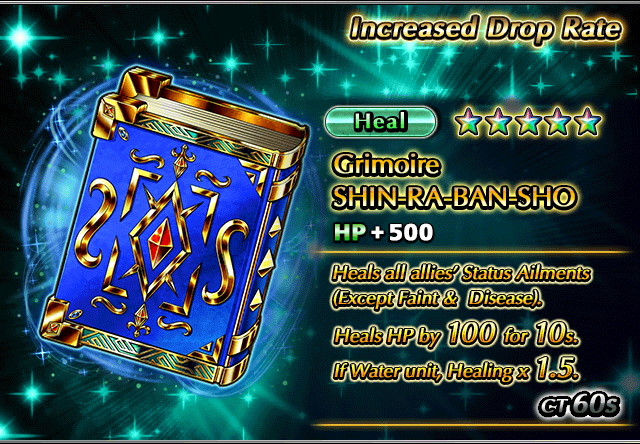 Increased Drop Rate
Heal
Grimoire
SHIN-RA-BAN-SHO
HP + 500
Heals all allies' Status Ailments
(Except Faint & Disease).
Heals HP by 100 for 10s.
If Water unit, Healing x 1.5.
CT 60s